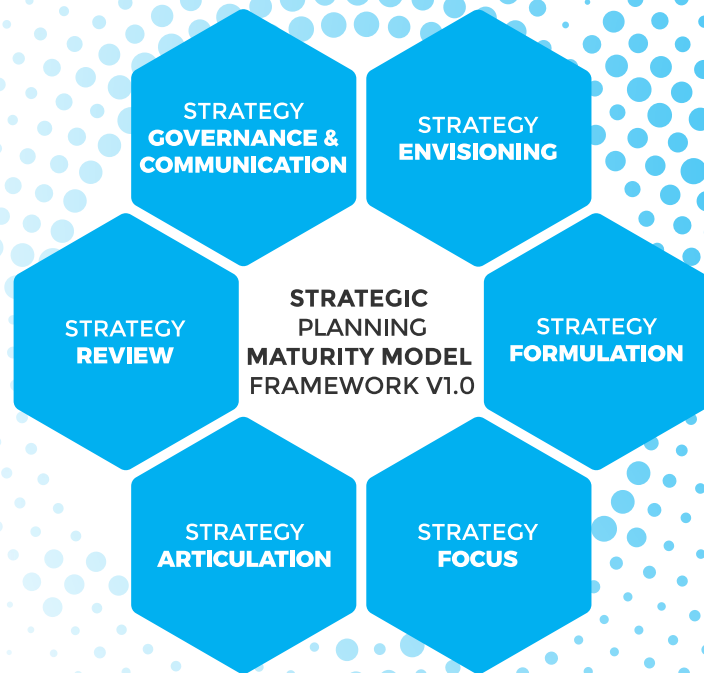 STRATEGY
GOVERNANCE &
COMMUNICATION
STRATEGY
ENVISIONING
STRATEGY
REVIEW
STRATEGIC
PLANNING
MATURITY MODEL
FRAMEWORK V1.0
STRATEGY
FORMULATION
STRATEGY
ARTICULATION
STRATEGY
FOCUS